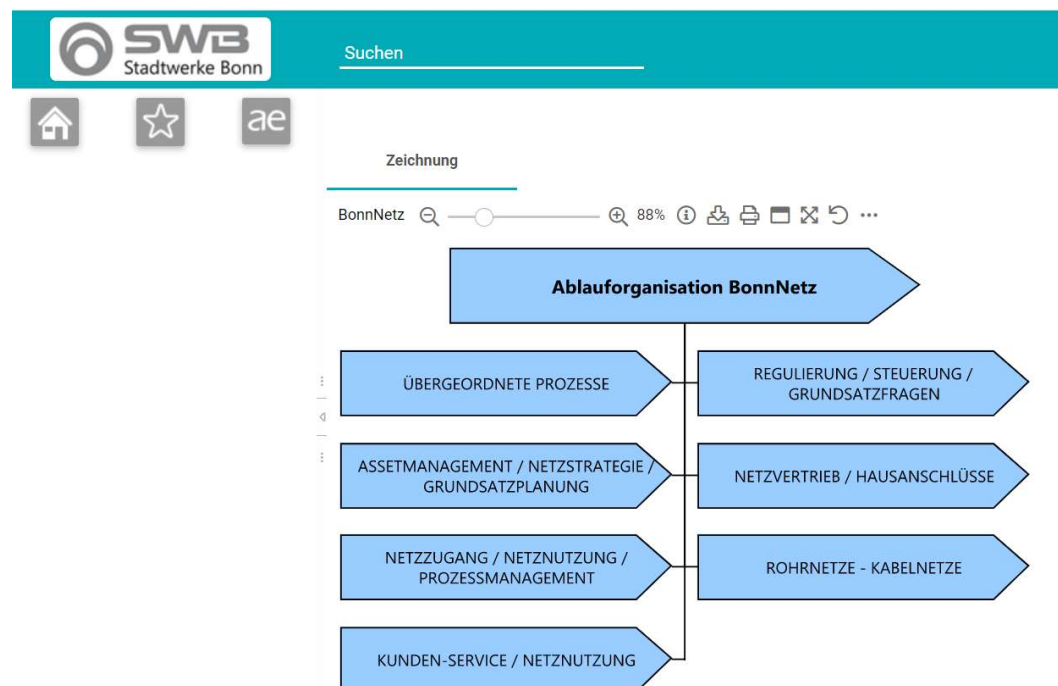 SWB
Stadtwerke Bonn
Suchen
ae
Zeichnung
BonnNetz
88%
Ablauforganisation BonnNetz
ÜBERGEORDNETE PROZESSE
REGULIERUNG / STEUERUNG /
GRUNDSATZFRAGEN
ASSETMANAGEMENT / NETZSTRATEGIE /
GRUNDSATZPLANUNG
NETZVERTRIEB / HAUSANSCHLÜSSE
NETZZUGANG / NETZNUTZUNG /
PROZESSMANAGEMENT
ROHRNETZE - KABELNETZE
KUNDEN-SERVICE / NETZNUTZUNG